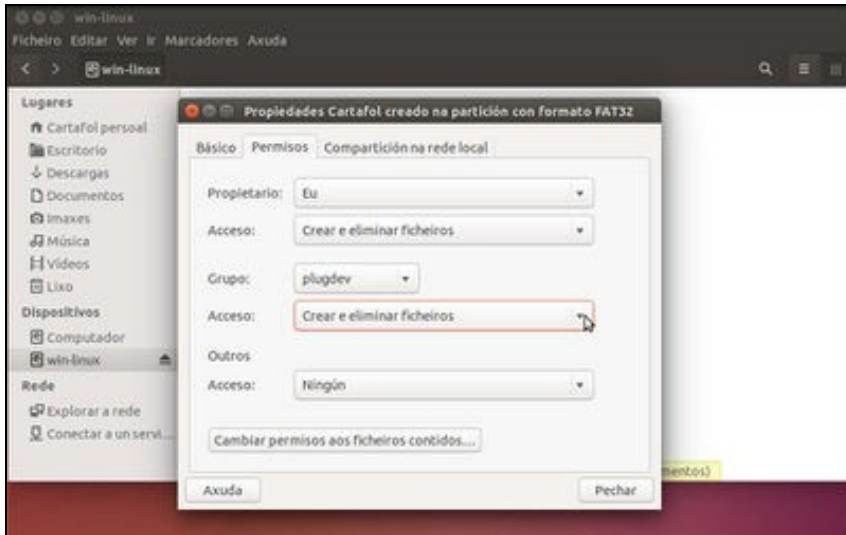 win-linux
Ficheiro Editar Ver Ir Marcadores Axuda
win-linux
Lugares
Cartafol persoal
Escritorio
Descargas
Documentos
Imaxes
Música
Vídeos
Lixo
Dispositivos
Computador
win-linux
Rede
Explorar a rede
Conectar a un servi...
Propiedades Cartafol creado na partición con formato FAT32
Básico Permisos Compartición na rede local
Propietario: Eu
Acceso: Crear e eliminar ficheiros
Grupo: plugdev
Acceso: Crear e eliminar ficheiros
Outros
Acceso: Ningún
Cambiar permisos aos ficheiros contidos...
Axuda Pechar
mentos)